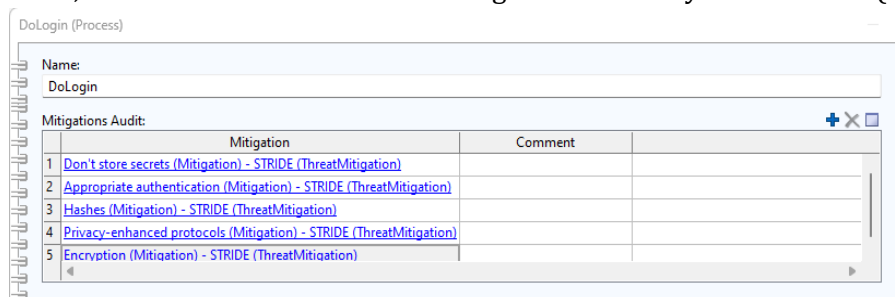 DoLogin (Process)
Name:
DoLogin
Mitigations Audit:
Mitigation Comment
1 Don't store secrets (Mitigation) - STRIDE (ThreatMitigation)
2 Appropriate authentication (Mitigation) - STRIDE (ThreatMitigation)
3 Hashes (Mitigation) - STRIDE (ThreatMitigation)
4 Privacy-enhanced protocols (Mitigation) - STRIDE (ThreatMitigation)
5 Encryption (Mitigation) - STRIDE (ThreatMitigation)